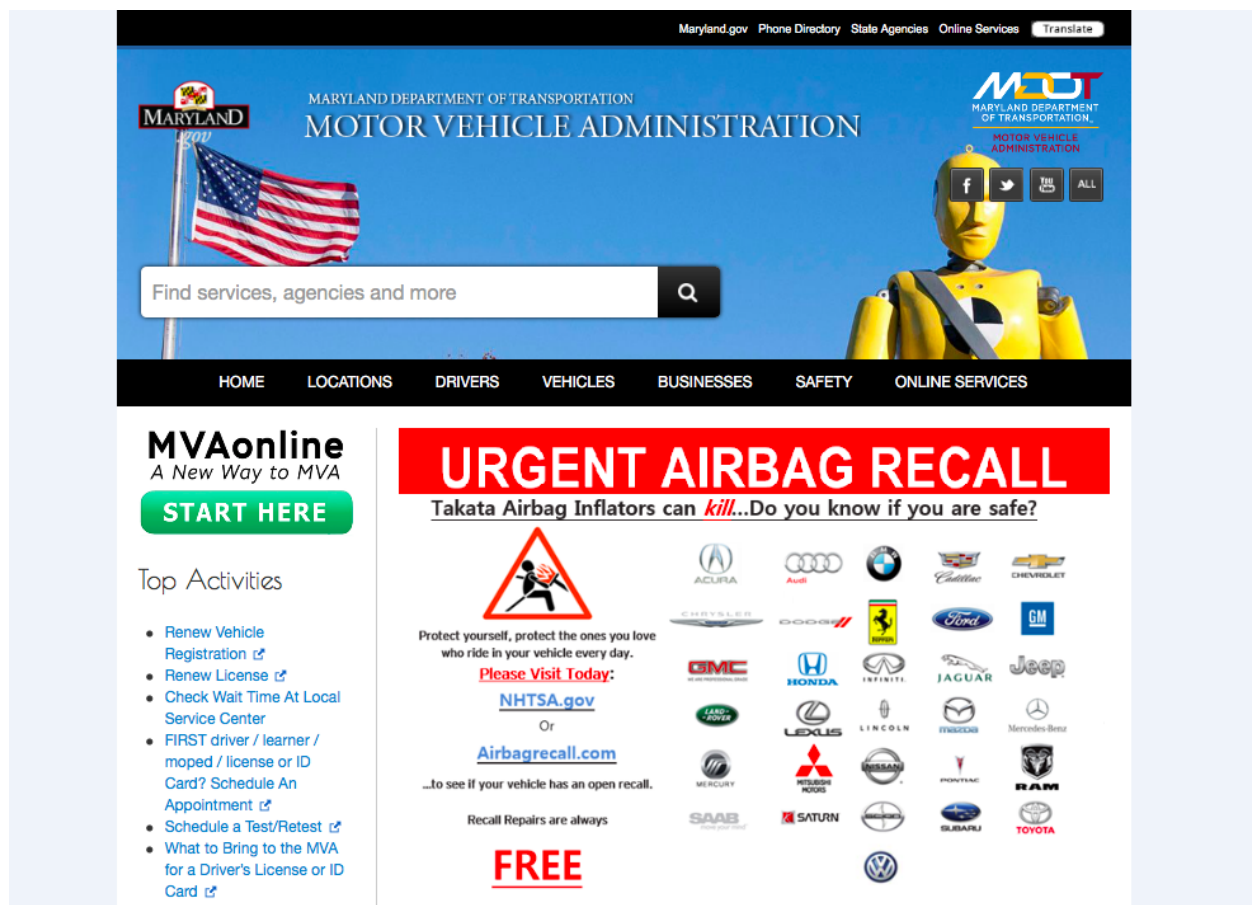 Maryland.gov Phone Directory State Agencies Online Services Translate
MARYLAND
.gov
MARYLAND DEPARTMENT OF TRANSPORTATION
MOTOR VEHICLE ADMINISTRATION
MDOT
MARYLAND DEPARTMENT
OF TRANSPORTATION
MOTOR VEHICLE
ADMINISTRATION
f You Tube ALL
Find services, agencies and more
HOME LOCATIONS DRIVERS VEHICLES BUSINESSES SAFETY ONLINE SERVICES
MVAonline
A New Way to MVA
START HERE
Top Activities
Renew Vehicle
Registration
Renew License
Check Wait Time At Local
Service Center
FIRST driver / learner /
moped / license or ID
Card? Schedule An
Appointment
Schedule a Test/Retest
What to Bring to the MVA
for a Driver's License or ID
Card
URGENT AIRBAG RECALL
Takata Airbag Inflators can kill...Do you know if you are safe?
Protect yourself, protect the ones you love
who ride in your vehicle every day.
Please Visit Today:
NHTSA.gov
Or
Airbagrecall.com
...to see if your vehicle has an open recall.
Recall Repairs are always
FREE
ACURA Audi BMW Cadillac CHEVROLET
CHRYSLER DODGE Ferrari Ford GM
GMC HONDA INFINITI JAGUAR Jeep
LAND ROVER LEXUS LINCOLN mazda Mercedes-Benz
MERCURY MITSUBISHI MOTORS NISSAN PONTIAC RAM
SAAB SATURN SCION SUBARU TOYOTA